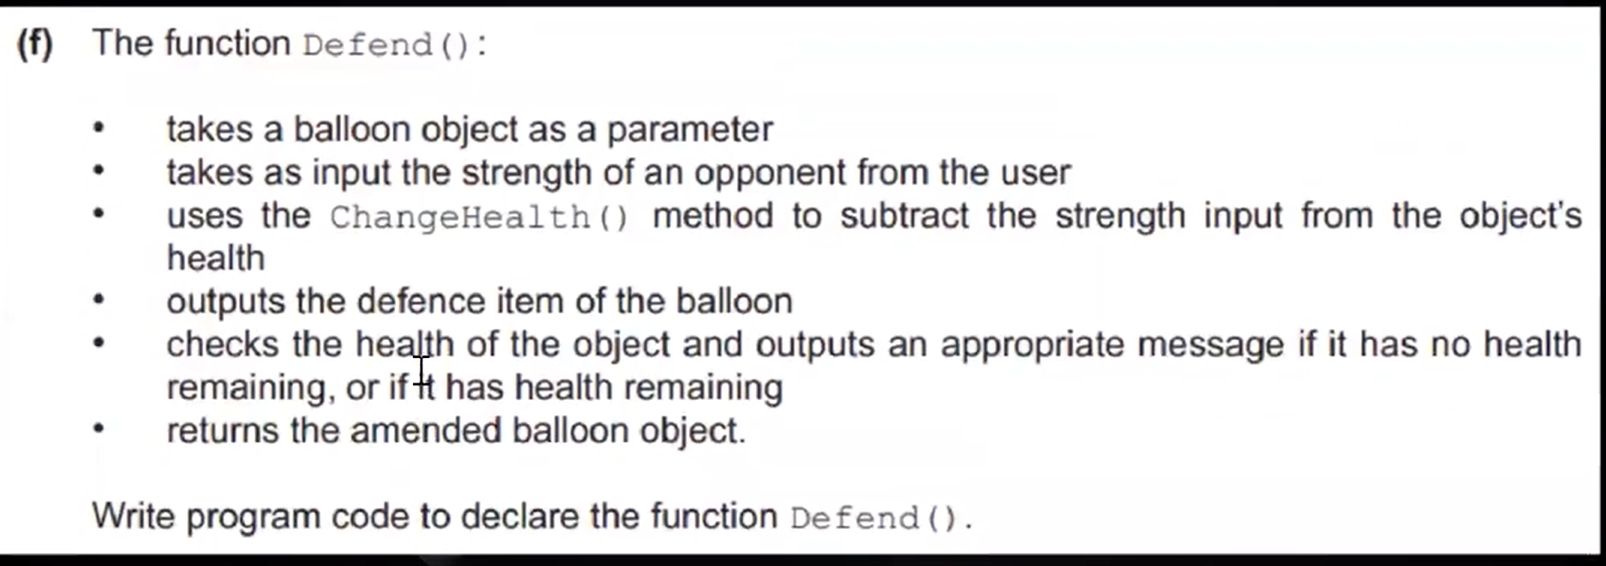 (f) The function Defend():
• takes a balloon object as a parameter
• takes as input the strength of an opponent from the user
• uses the ChangeHealth() method to subtract the strength input from the object's
health
• outputs the defence item of the balloon
• checks the health of the object and outputs an appropriate message if it has no health
remaining, or if it has health remaining
• returns the amended balloon object.
Write program code to declare the function Defend().